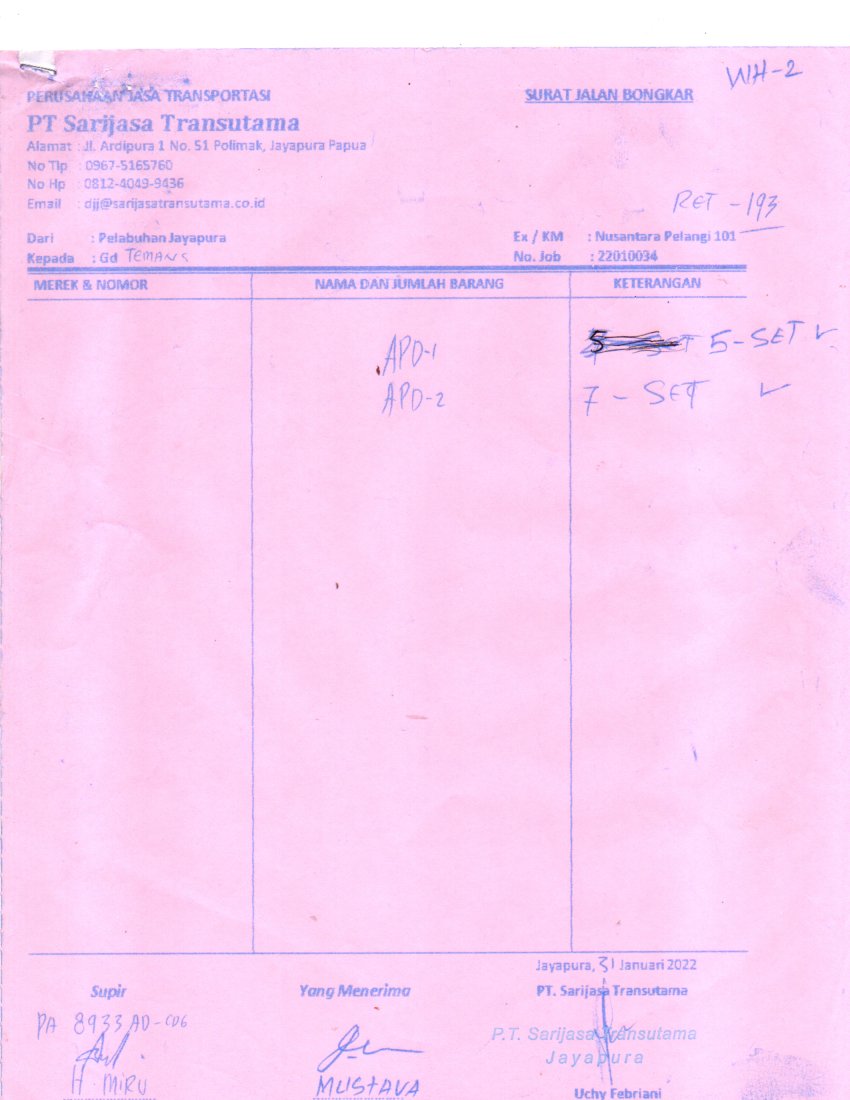 WH-2
PERUSAHAAN JASA TRANSPORTASI
SURAT JALAN BONGKAR
PT Sarijasa Transutama
Alamat : Jl. Ardipura 1 No. 51 Polimak, Jayapura Papua
No Tlp : 0967-5165760
No Hp : 0812-4049-9436
Email : djj@sarijasatransutama.co.id
RET - 193
Dari : Pelabuhan Jayapura
Ex / KM : Nusantara Pelangi 101
Kepada : Gd
No. Job : 22010034
MEREK & NOMOR NAMA DAN JUMLAH BARANG KETERANGAN
APD-1 5-SET ✓
APD-2 7 - SET ✓
Jayapura, 31 Januari 2022
Supir Yang Menerima PT. Sarijasa Transutama
PA 8933 AD-CDG
P.T. Sarijasa Transutama
Jayapura
H. MIRU MUSTAVA Uchy Febriani